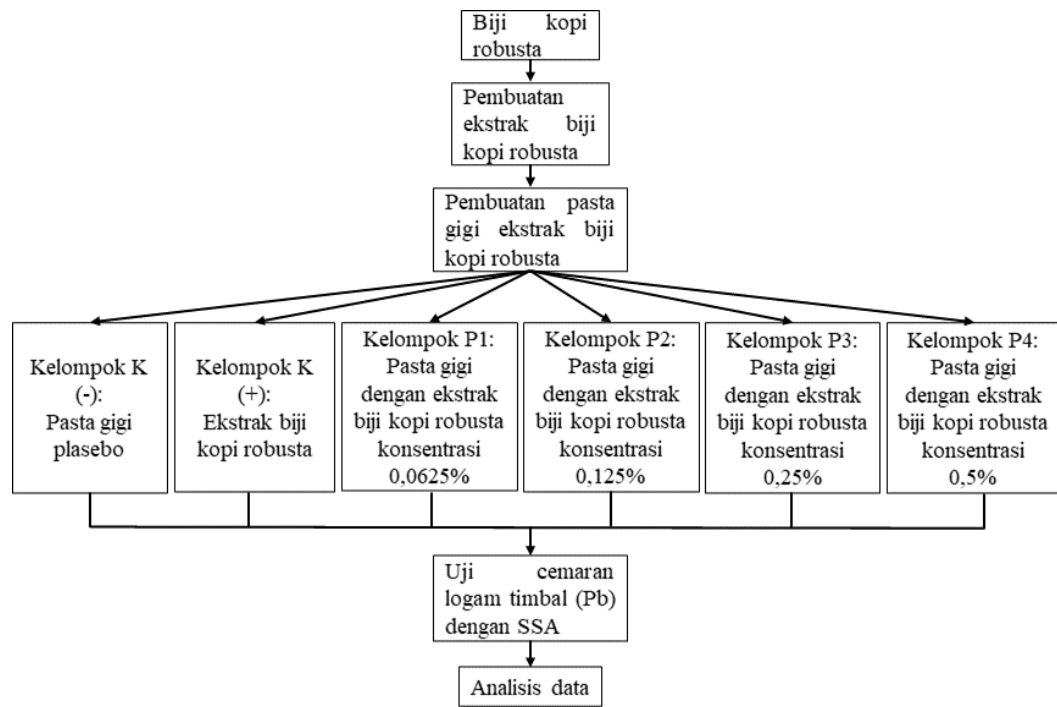 Biji kopi
robusta
Pembuatan
ekstrak biji
kopi robusta
Pembuatan pasta
gigi ekstrak biji
kopi robusta
Kelompok K
(-):
Pasta gigi
plasebo
Kelompok K
(+):
Ekstrak biji
kopi robusta
Kelompok P1:
Pasta gigi
dengan ekstrak
biji kopi robusta
konsentrasi
0,0625%
Kelompok P2:
Pasta gigi
dengan ekstrak
biji kopi robusta
konsentrasi
0,125%
Kelompok P3:
Pasta gigi
dengan ekstrak
biji kopi robusta
konsentrasi
0,25%
Kelompok P4:
Pasta gigi
dengan ekstrak
biji kopi robusta
konsentrasi
0,5%
Uji cemaran
logam timbal (Pb)
dengan SSA
Analisis data